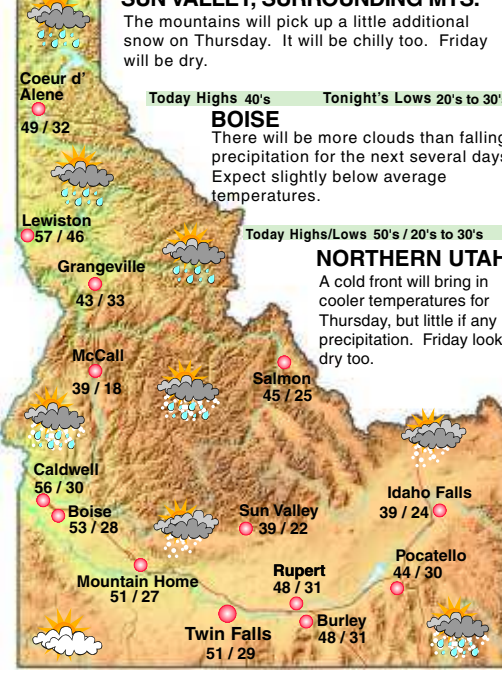 SUN VALLEY, SURROUNDING MTS.
The mountains will pick up a little additional
snow on Thursday. It will be chilly too. Friday
will be dry.
Today Highs 40's Tonight's Lows 20's to 30's
BOISE
There will be more clouds than falling
precipitation for the next several days
Expect slightly below average
temperatures.
Today Highs/Lows 50's / 20's to 30's
NORTHERN UTAH
A cold front will bring in
cooler temperatures for
Thursday, but little if any
precipitation. Friday look
dry too.
Coeur d'
Alene
49 / 32
Lewiston
57 / 46
Grangeville
43 / 33
McCall
39 / 18
Salmon
45 / 25
Caldwell
56 / 30
Boise
53 / 28
Sun Valley
39 / 22
Idaho Falls
39 / 24
Mountain Home
51 / 27
Rupert
48 / 31
Pocatello
44 / 30
Twin Falls
51 / 29
Burley
48 / 31